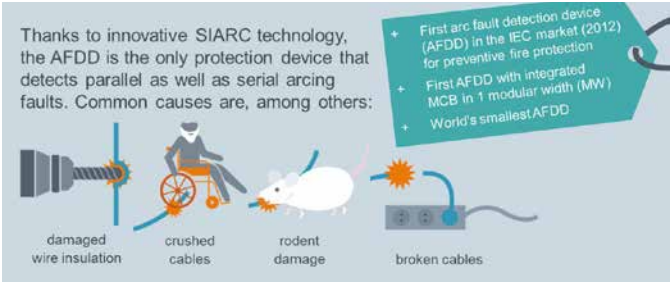 Thanks to innovative SIARC technology,
the AFDD is the only protection device that
detects parallel as well as serial arcing
faults. Common causes are, among others:
+ First arc fault detection device
(AFDD) in the IEC market (2012)
for preventive fire protection
+ First AFDD with integrated
MCB in 1 modular width (MW)
+ World's smallest AFDD
damaged
wire insulation
crushed
cables
rodent
damage
broken cables